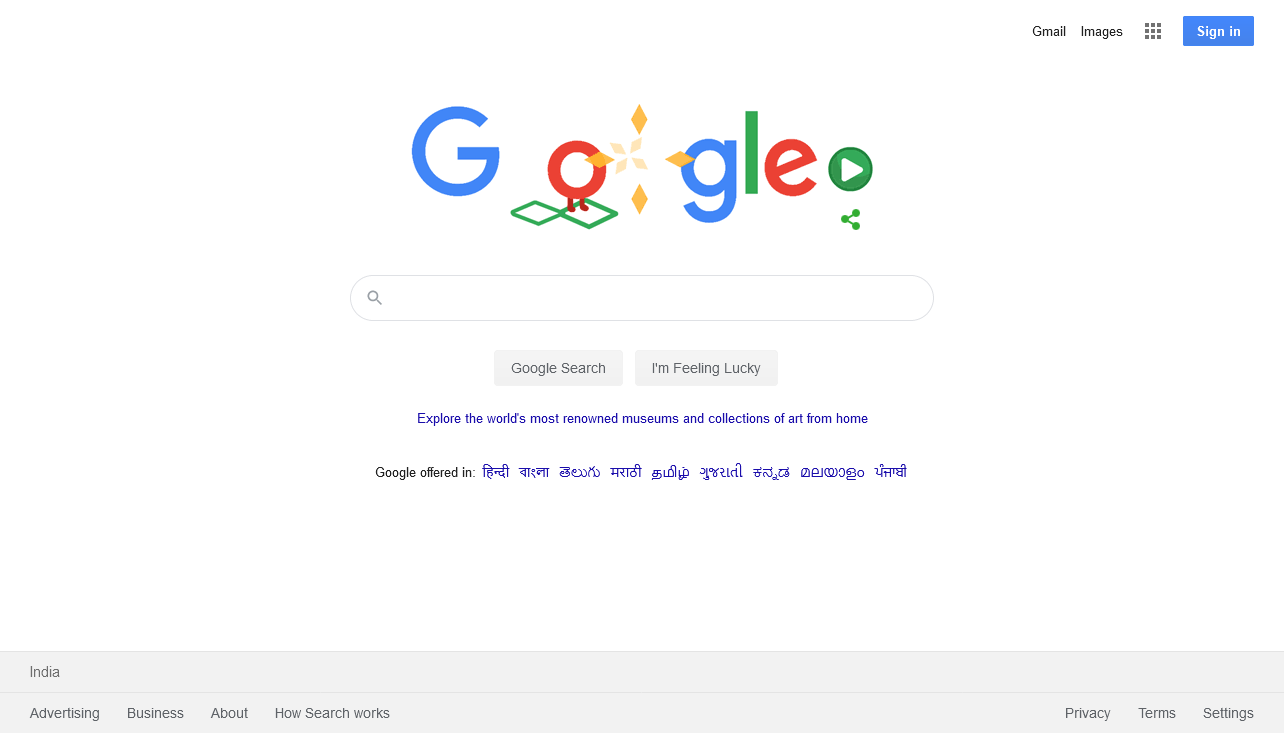 Gmail Images Sign in
Google
Google Search I'm Feeling Lucky
Explore the world's most renowned museums and collections of art from home
Google offered in: हिन्दी বাংলা తెలుగు मराठी தமிழ் ગુજરાતી ಕನ್ನಡ മലയാളം ਪੰਜਾਬੀ
India
Advertising Business About How Search works Privacy Terms Settings